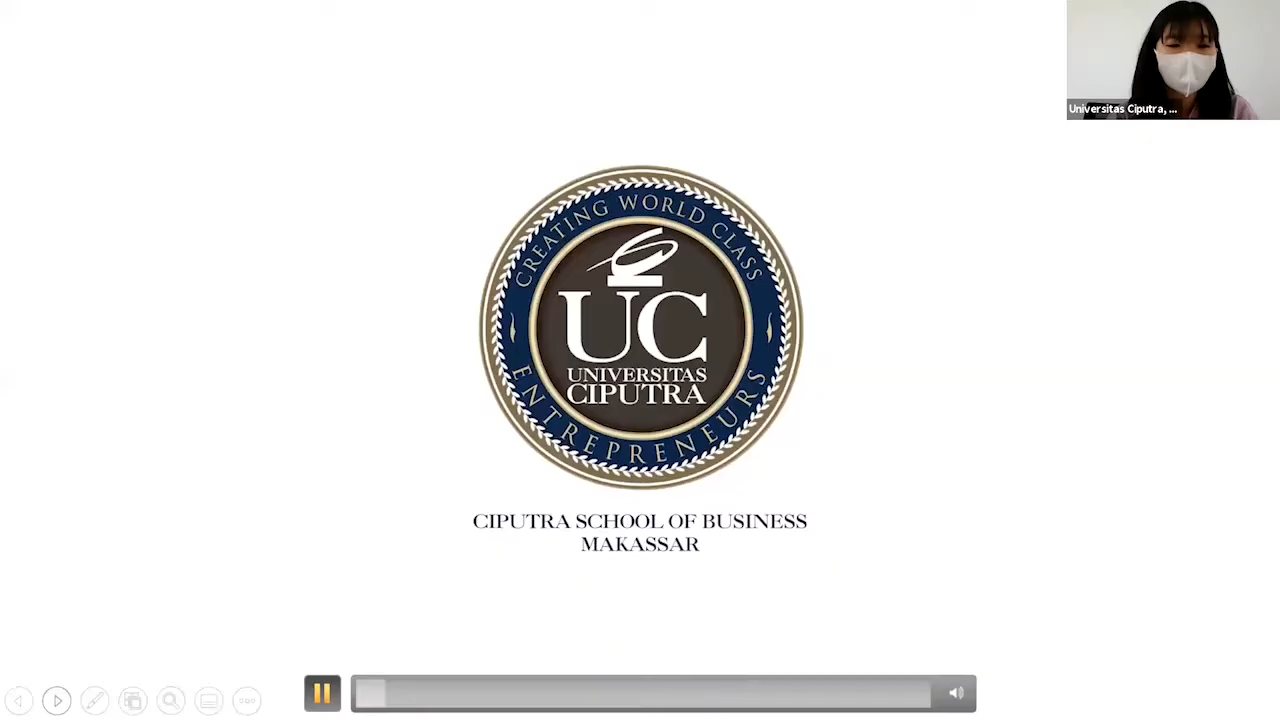 Universitas Ciputra, ...
CREATING WORLD CLASS
UC
UNIVERSITAS
CIPUTRA
ENTREPRENEURS
CIPUTRA SCHOOL OF BUSINESS
MAKASSAR